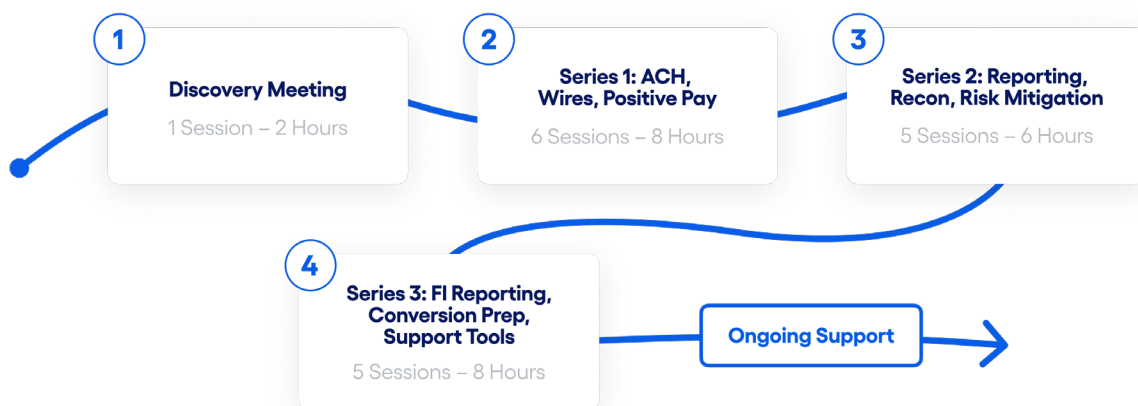 1
Discovery Meeting
1 Session – 2 Hours
2
Series 1: ACH,
Wires, Positive Pay
6 Sessions – 8 Hours
3
Series 2: Reporting,
Recon, Risk Mitigation
5 Sessions – 6 Hours
4
Series 3: FI Reporting,
Conversion Prep,
Support Tools
5 Sessions – 8 Hours
Ongoing Support